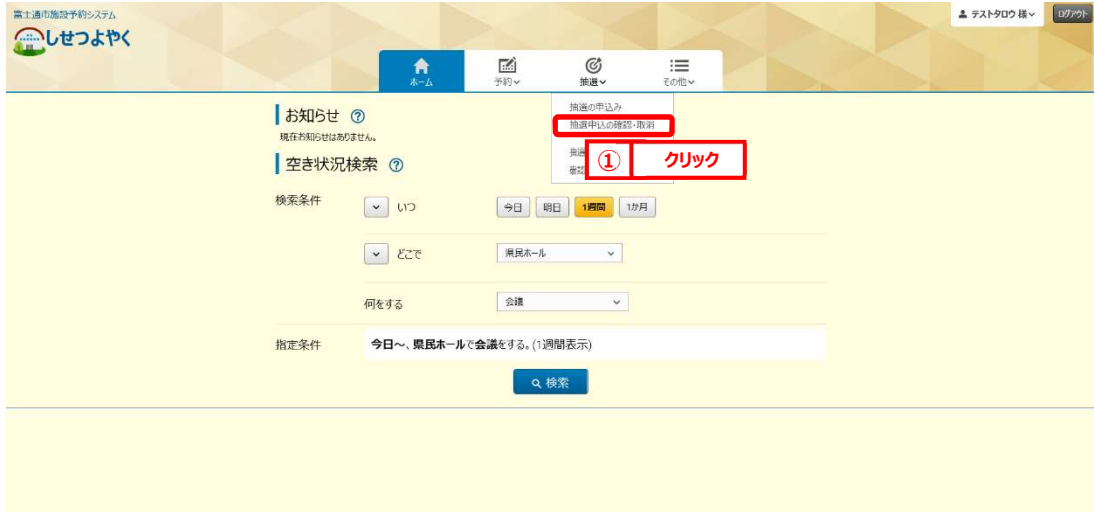 富士通市施設予約システム
しせつよやく
テストタロウ 様
ログアウト
ホーム
予約
抽選
その他
抽選の申込み
抽選申込の確認・取消
抽選
確認
① クリック
お知らせ ?
現在お知らせはありません。
空き状況検索 ?
検索条件
いつ
今日 明日 1週間 1か月
どこで
県民ホール
何をする
会議
指定条件
今日～、県民ホールで会議をする。(1週間表示)
検索